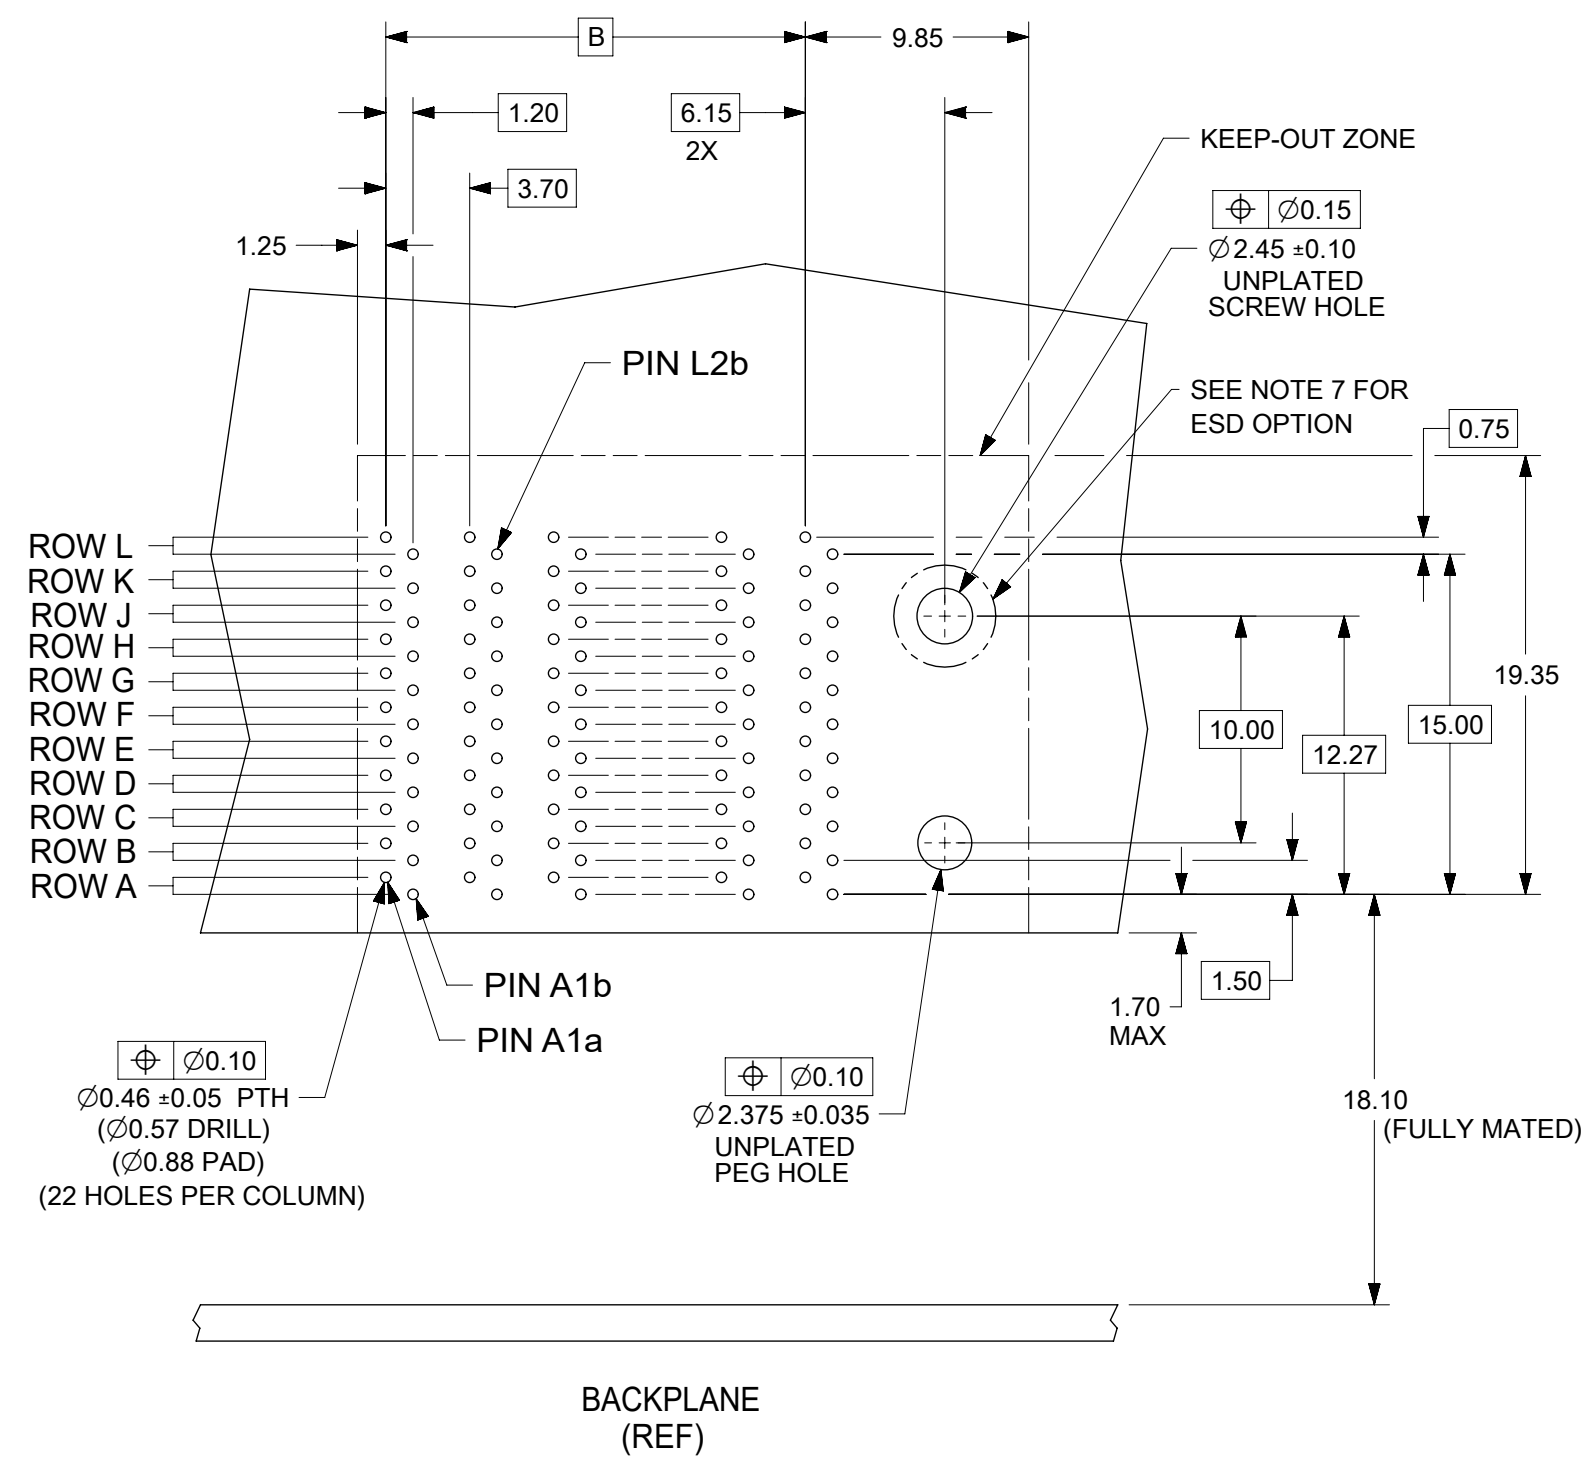 B
9.85
1.20
6.15
2X
KEEP-OUT ZONE
3.70
⌖ ∅0.15
1.25
∅2.45 ±0.10
UNPLATED
SCREW HOLE
PIN L2b
SEE NOTE 7 FOR
ESD OPTION
0.75
ROW L
ROW K
ROW J
ROW H
ROW G
ROW F
ROW E
ROW D
ROW C
ROW B
ROW A
19.35
10.00
15.00
12.27
PIN A1b
1.50
1.70
MAX
PIN A1a
⌖ ∅0.10
∅0.46 ±0.05 PTH
(∅0.57 DRILL)
(∅0.88 PAD)
(22 HOLES PER COLUMN)
⌖ ∅0.10
∅2.375 ±0.035
UNPLATED
PEG HOLE
18.10
(FULLY MATED)
BACKPLANE
(REF)